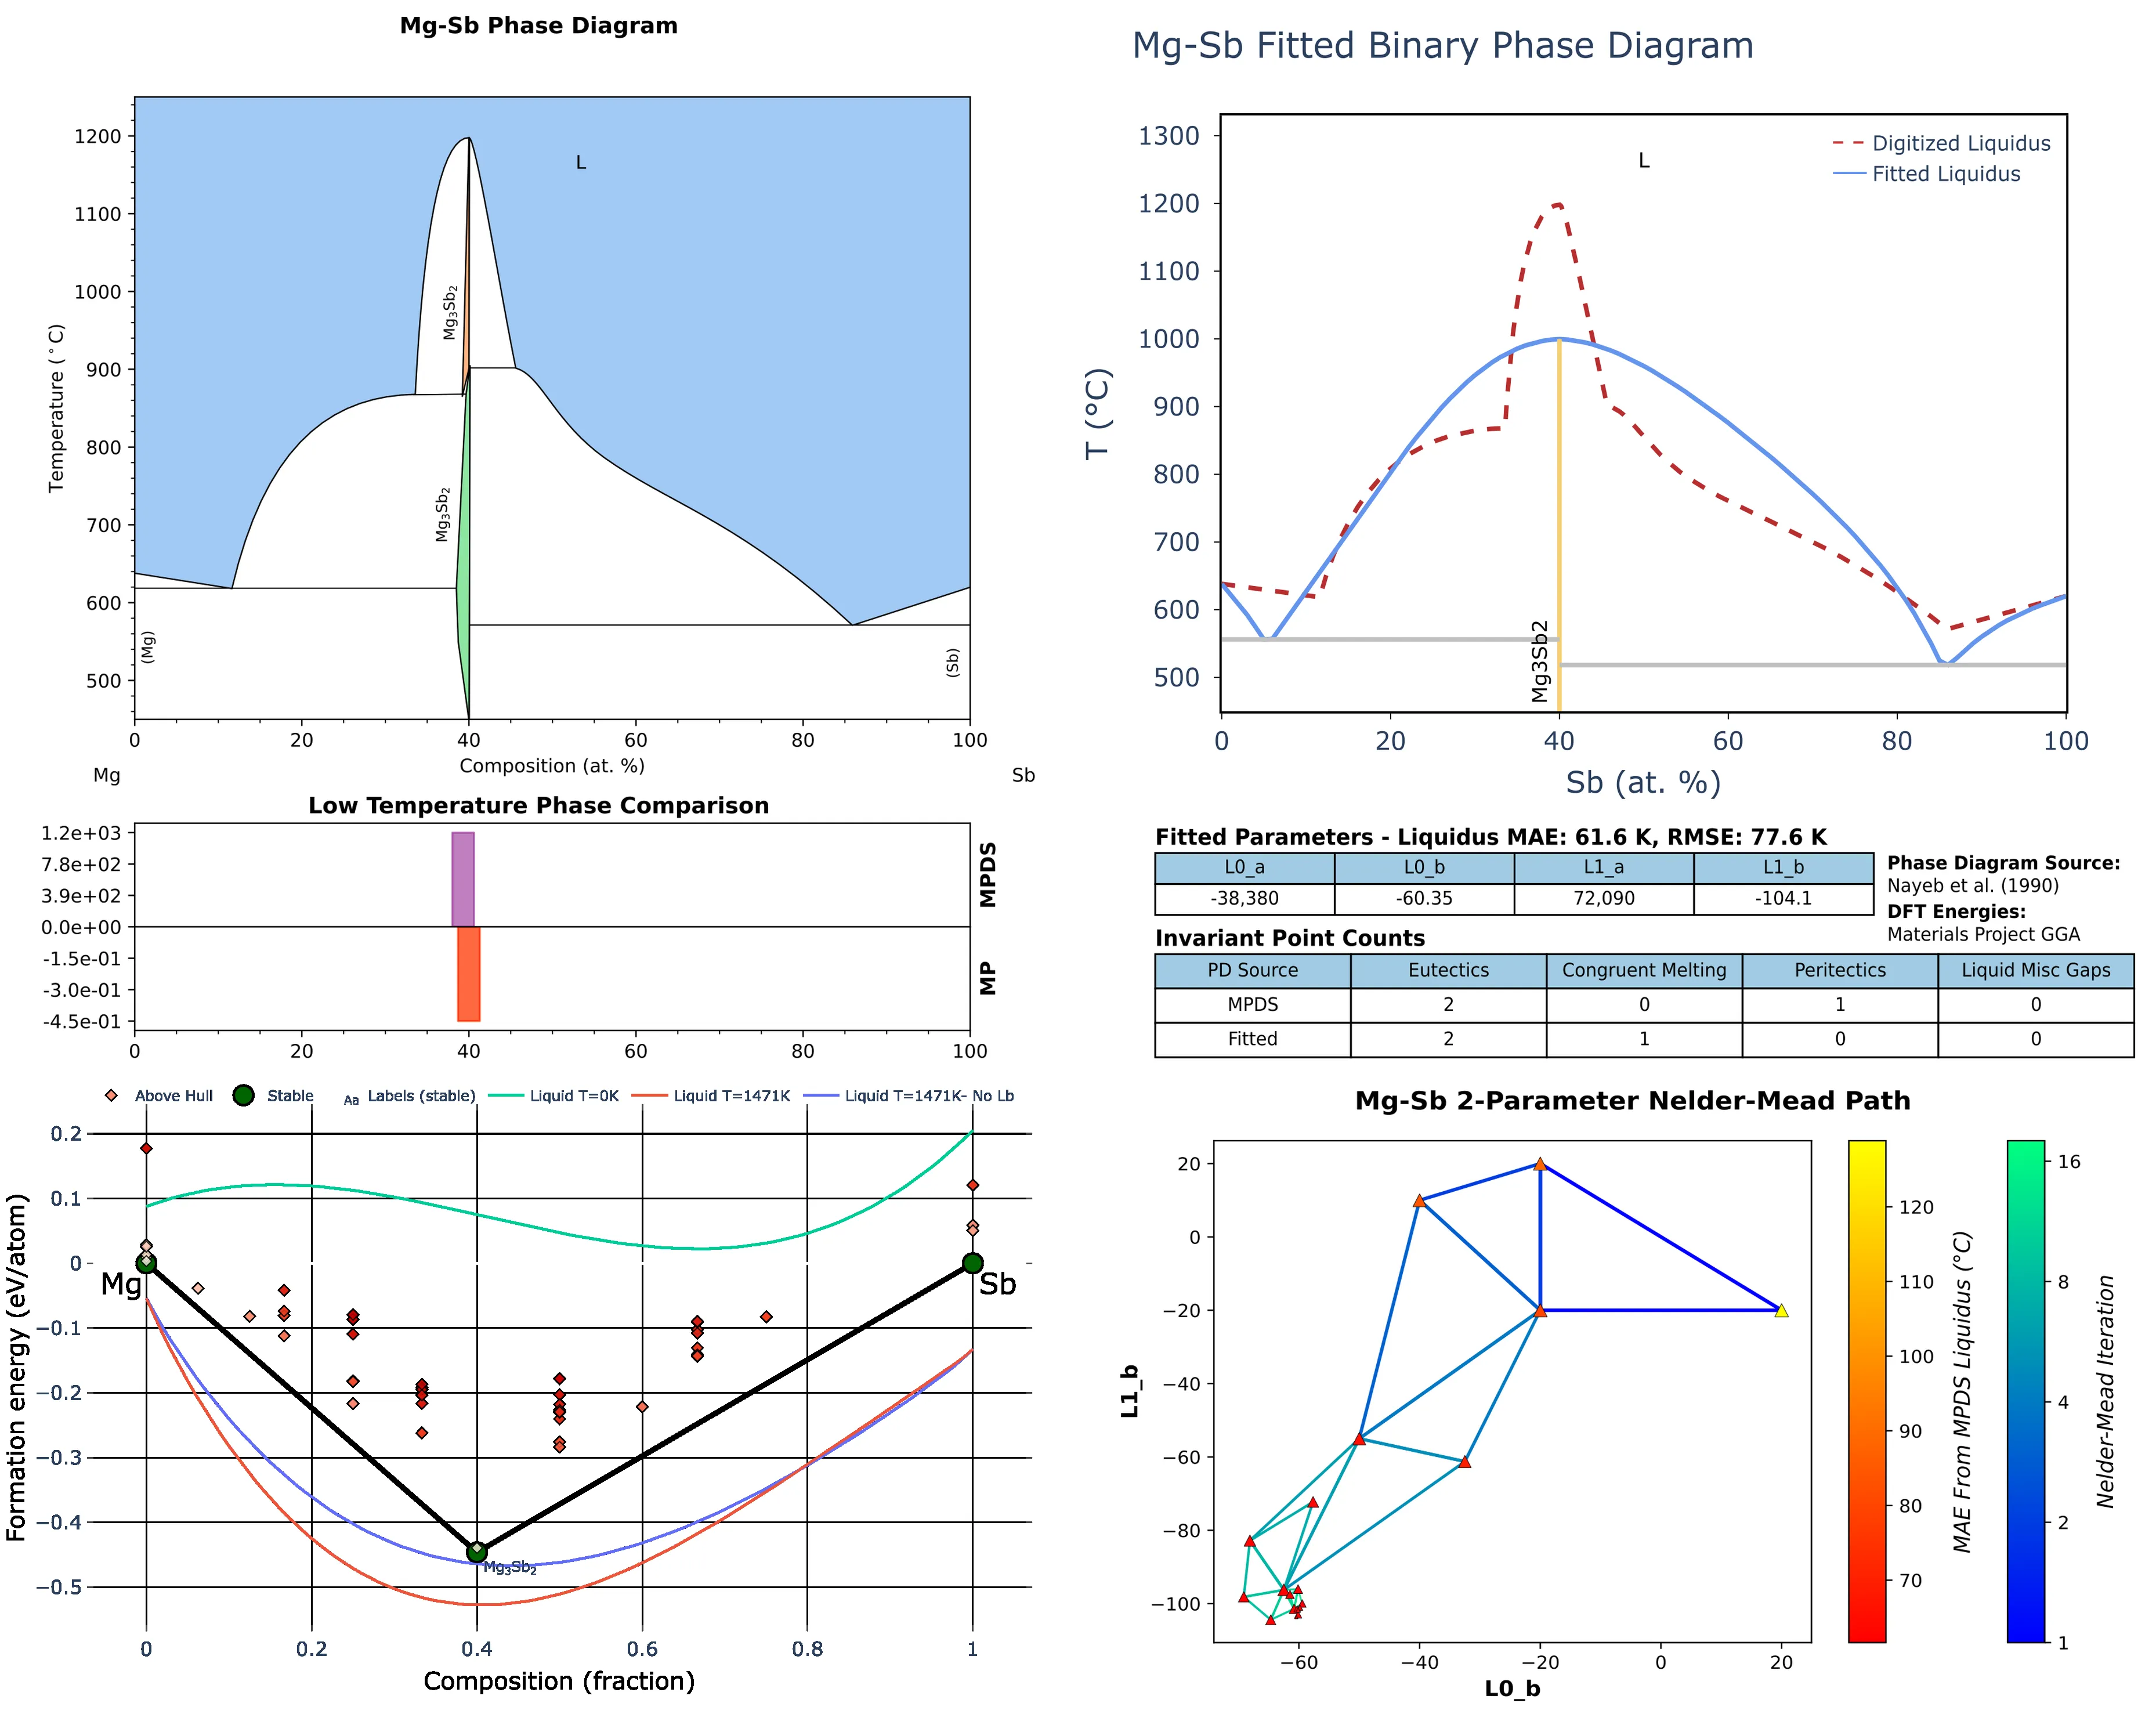 Mg-Sb Phase Diagram
1200
1100
1000
900
800
700
600
500
Temperature (°C)
L
Mg3Sb2
Mg3Sb2
(Mg)
(Sb)
0 20 40 60 80 100
Composition (at. %)
Mg Sb
Mg-Sb Fitted Binary Phase Diagram
1300
1200
1100
1000
900
800
700
600
500
T (°C)
L
Digitized Liquidus
Fitted Liquidus
Mg3Sb2
0 20 40 60 80 100
Sb (at. %)
Low Temperature Phase Comparison
1.2e+03
7.8e+02
3.9e+02
0.0e+00
-1.5e-01
-3.0e-01
-4.5e-01
MPDS
MP
0 20 40 60 80 100
Fitted Parameters - Liquidus MAE: 61.6 K, RMSE: 77.6 K
L0_a L0_b L1_a L1_b
-38,380 -60.35 72,090 -104.1
Phase Diagram Source:
Nayeb et al. (1990)
DFT Energies:
Materials Project GGA
Invariant Point Counts
PD Source Eutectics Congruent Melting Peritectics Liquid Misc Gaps
MPDS 2 0 1 0
Fitted 2 1 0 0
Above Hull Stable Aa Labels (stable) Liquid T=0K Liquid T=1471K Liquid T=1471K- No Lb
0.2
0.1
0
−0.1
−0.2
−0.3
−0.4
−0.5
Formation energy (eV/atom)
Mg
Sb
Mg3Sb2
0 0.2 0.4 0.6 0.8 1
Composition (fraction)
Mg-Sb 2-Parameter Nelder-Mead Path
20
0
−20
−40
−60
−80
−100
L1_b
−60 −40 −20 0 20
L0_b
120
110
100
90
80
70
MAE From MPDS Liquidus (°C)
16
8
4
2
1
Nelder-Mead Iteration